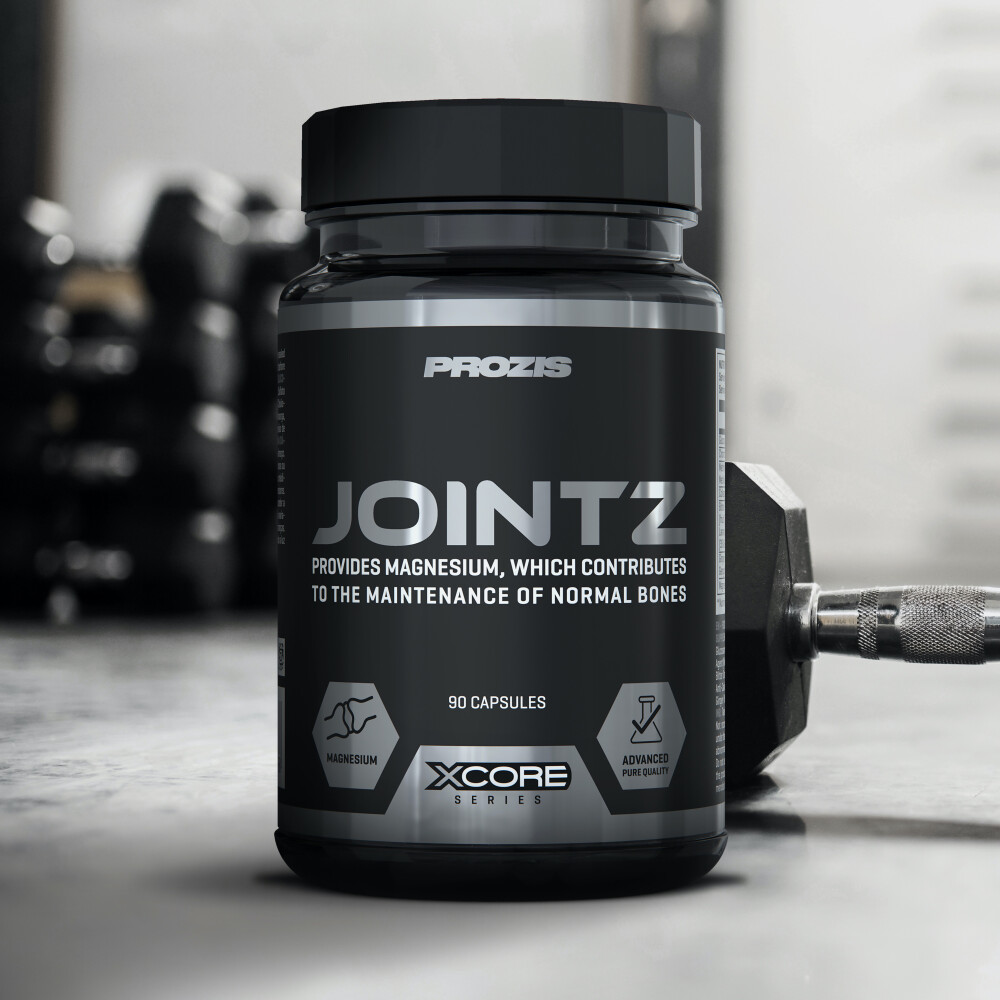 PROZIS
JOINTZ
PROVIDES MAGNESIUM, WHICH CONTRIBUTES
TO THE MAINTENANCE OF NORMAL BONES
90 CAPSULES
MAGNESIUM
ADVANCED
PURE QUALITY
XCORE
SERIES